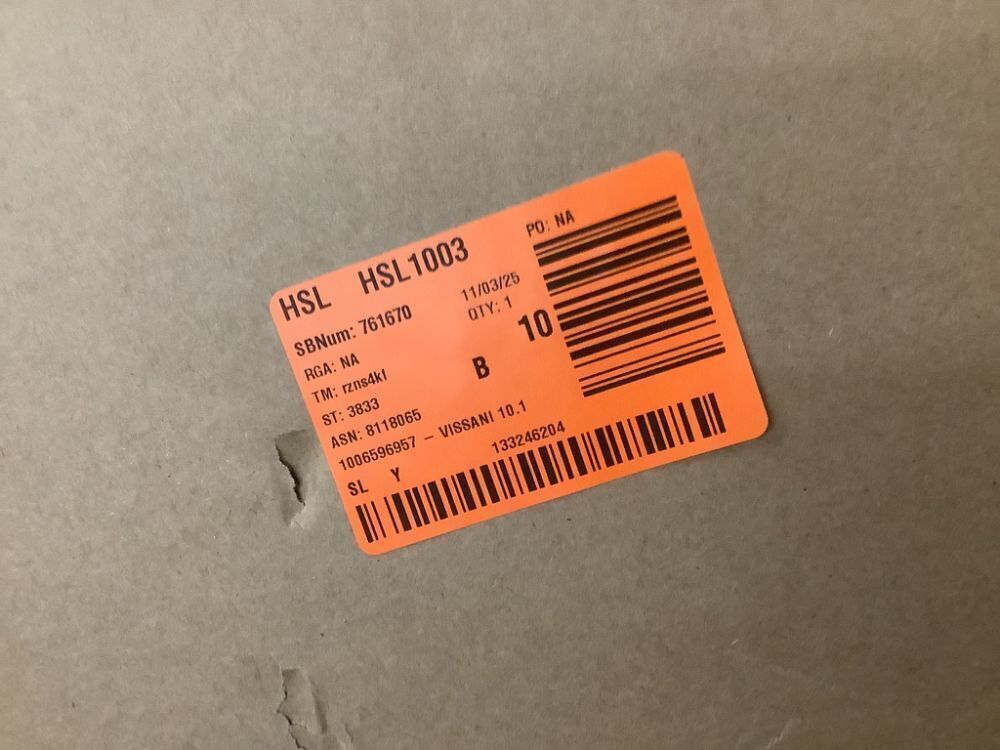 HSL HSL1003
PO: NA
SBNum: 761670 11/03/25
RGA: NA QTY: 1
TM: rzns4kf 10
ST: 3833 B
ASN: 8118065
1006596957 – VISSANI 10.1
SL Y 133246204